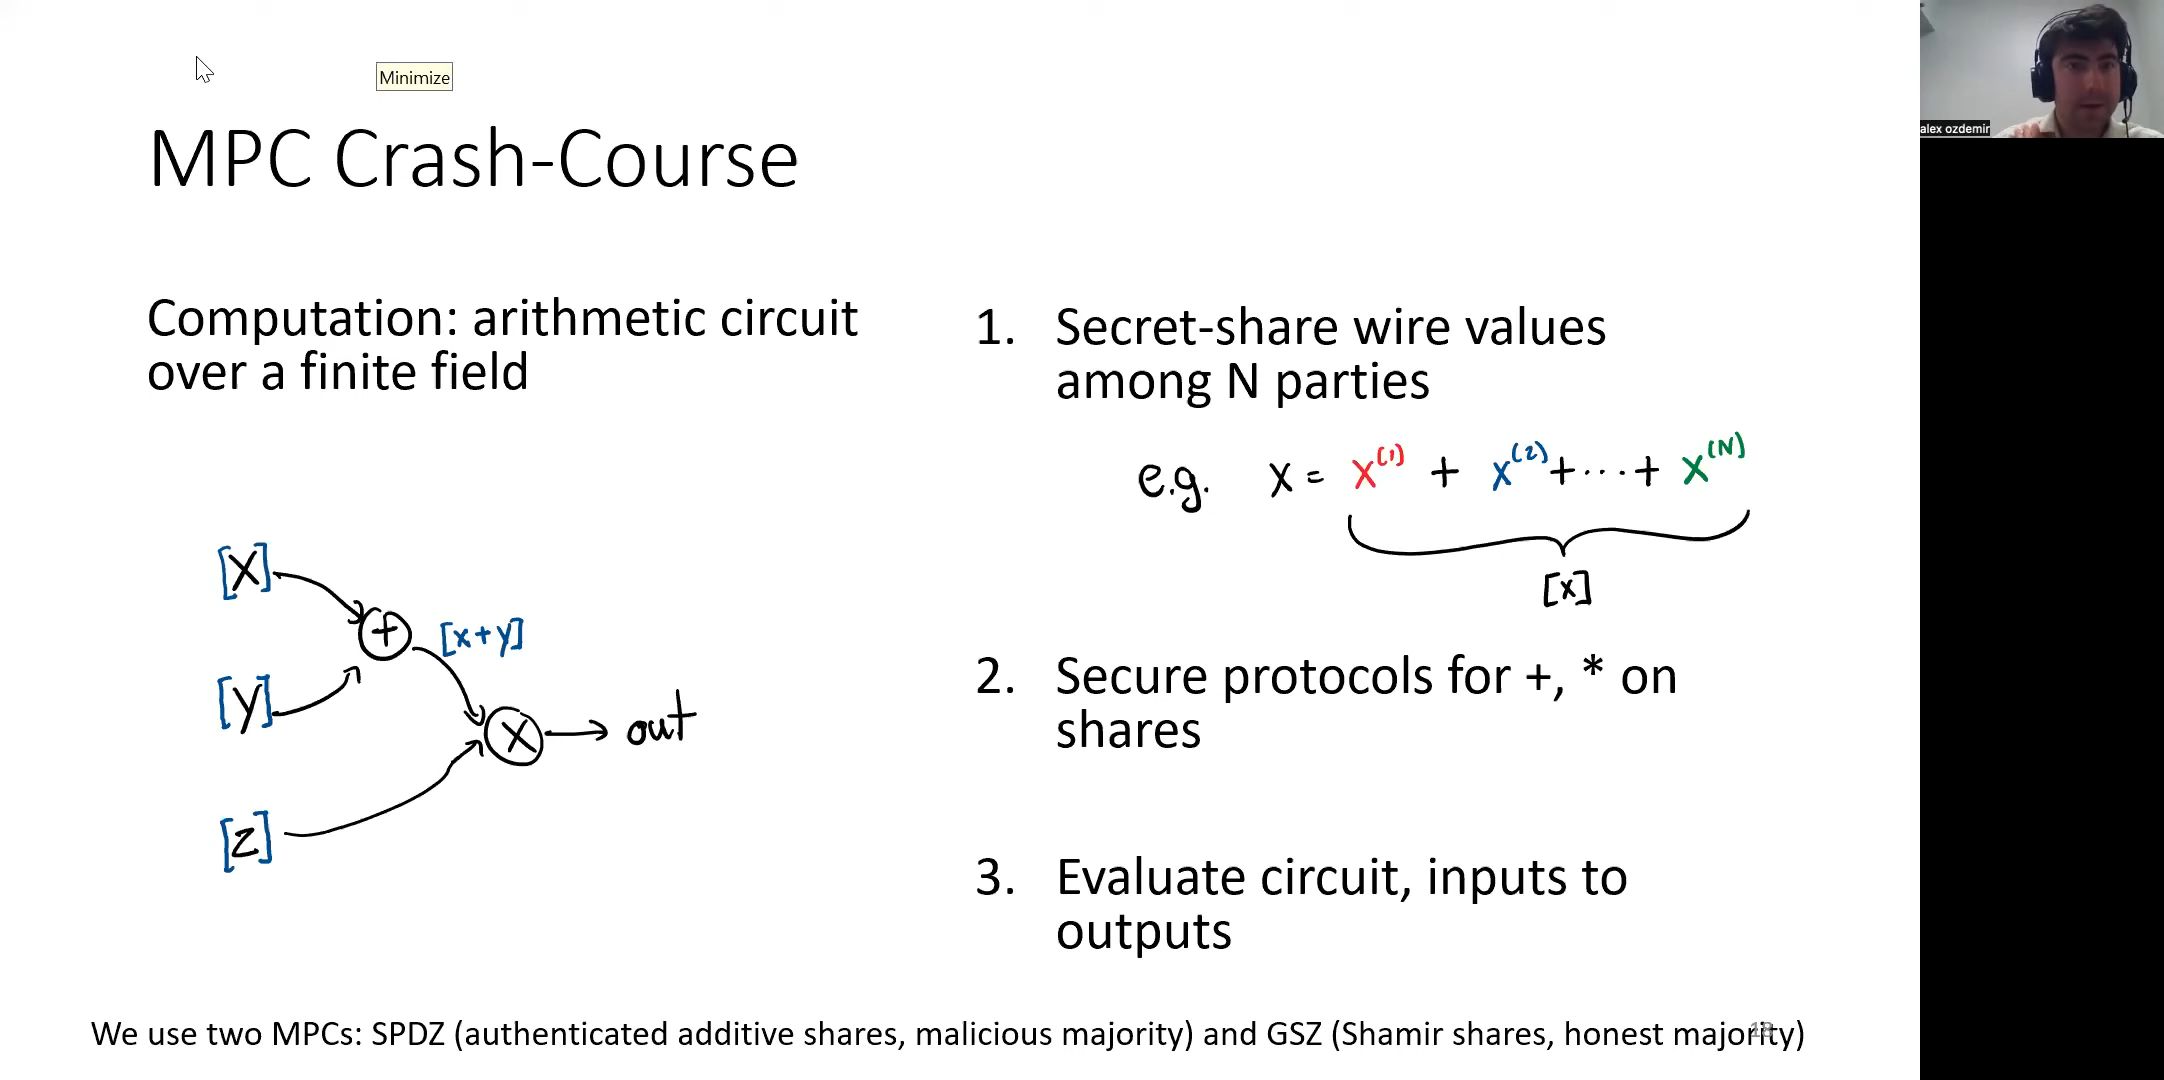 Minimize
alex ozdemir
MPC Crash-Course
Computation: arithmetic circuit
over a finite field
[x]
[y]
[z]
+
[x+y]
x
out
1. Secret-share wire values
among N parties
e.g. x = x^(1) + x^(2) + ... + x^(N)
[x]
2. Secure protocols for +, * on
shares
3. Evaluate circuit, inputs to
outputs
We use two MPCs: SPDZ (authenticated additive shares, malicious majority) and GSZ (Shamir shares, honest majority)
18